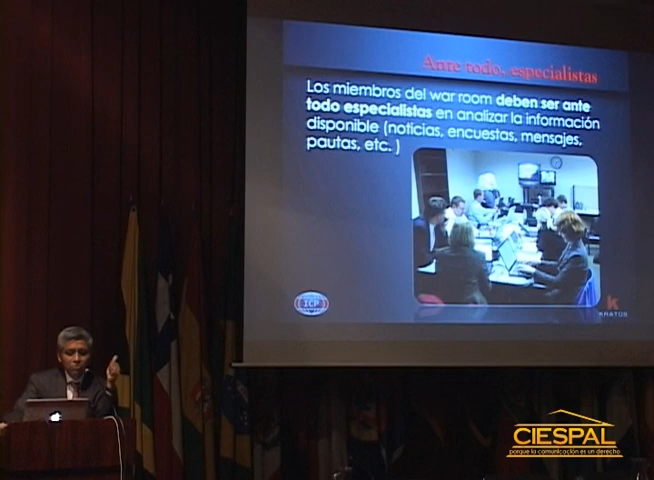 Ante todo, especialistas
Los miembros del war room deben ser ante
todo especialistas en analizar la información
disponible (noticias, encuestas, mensajes,
pautas, etc. )
ICP
KRATOS
CIESPAL
porque la comunicación es un derecho